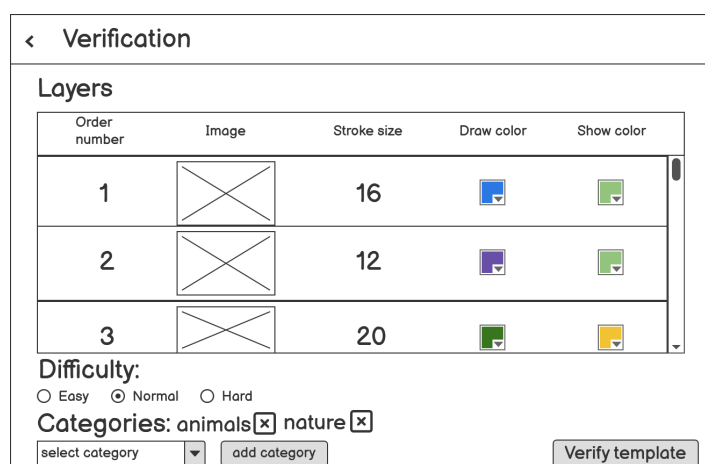 Verification
Layers
Order number Image Stroke size Draw color Show color
1 16
2 12
3 20
Difficulty:
Easy Normal Hard
Categories: animals nature
select category add category Verify template